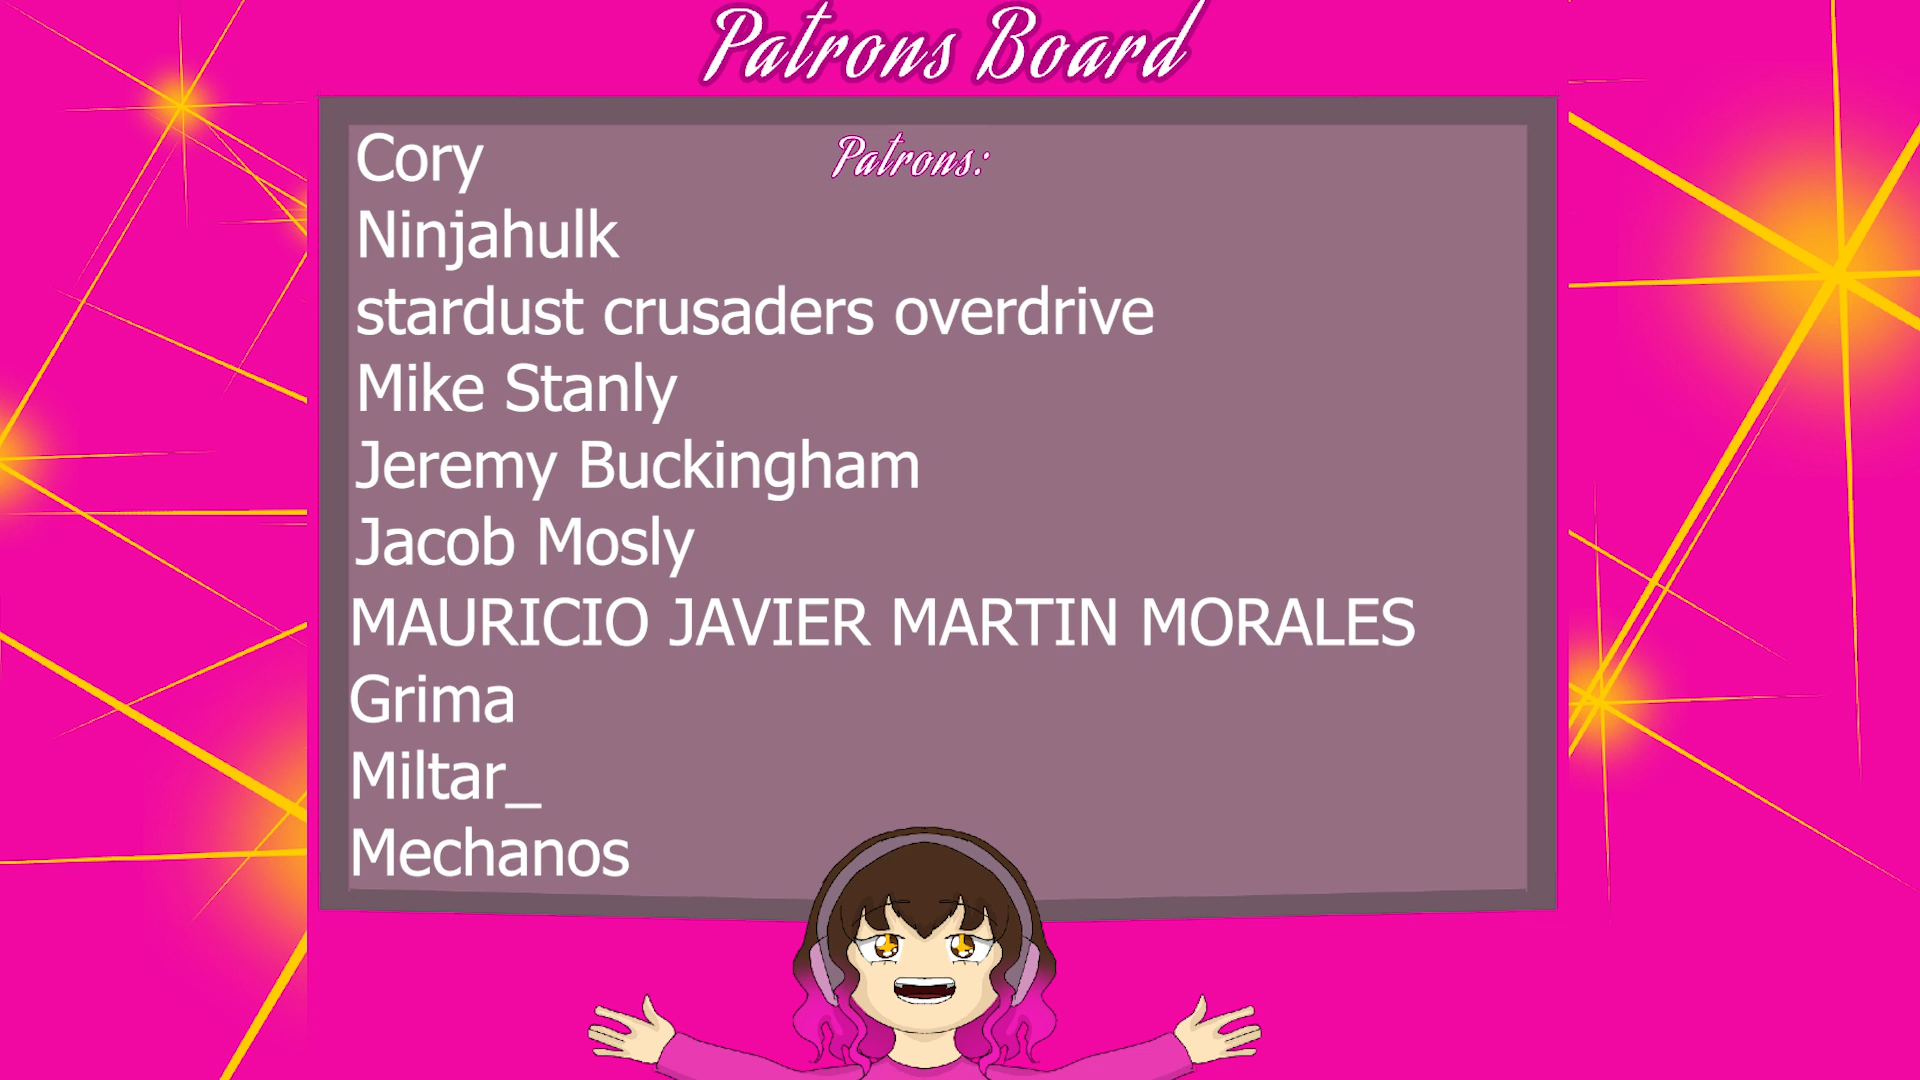 Patrons Board
Patrons:
Cory
Ninjahulk
stardust crusaders overdrive
Mike Stanly
Jeremy Buckingham
Jacob Mosly
MAURICIO JAVIER MARTIN MORALES
Grima
Miltar_
Mechanos